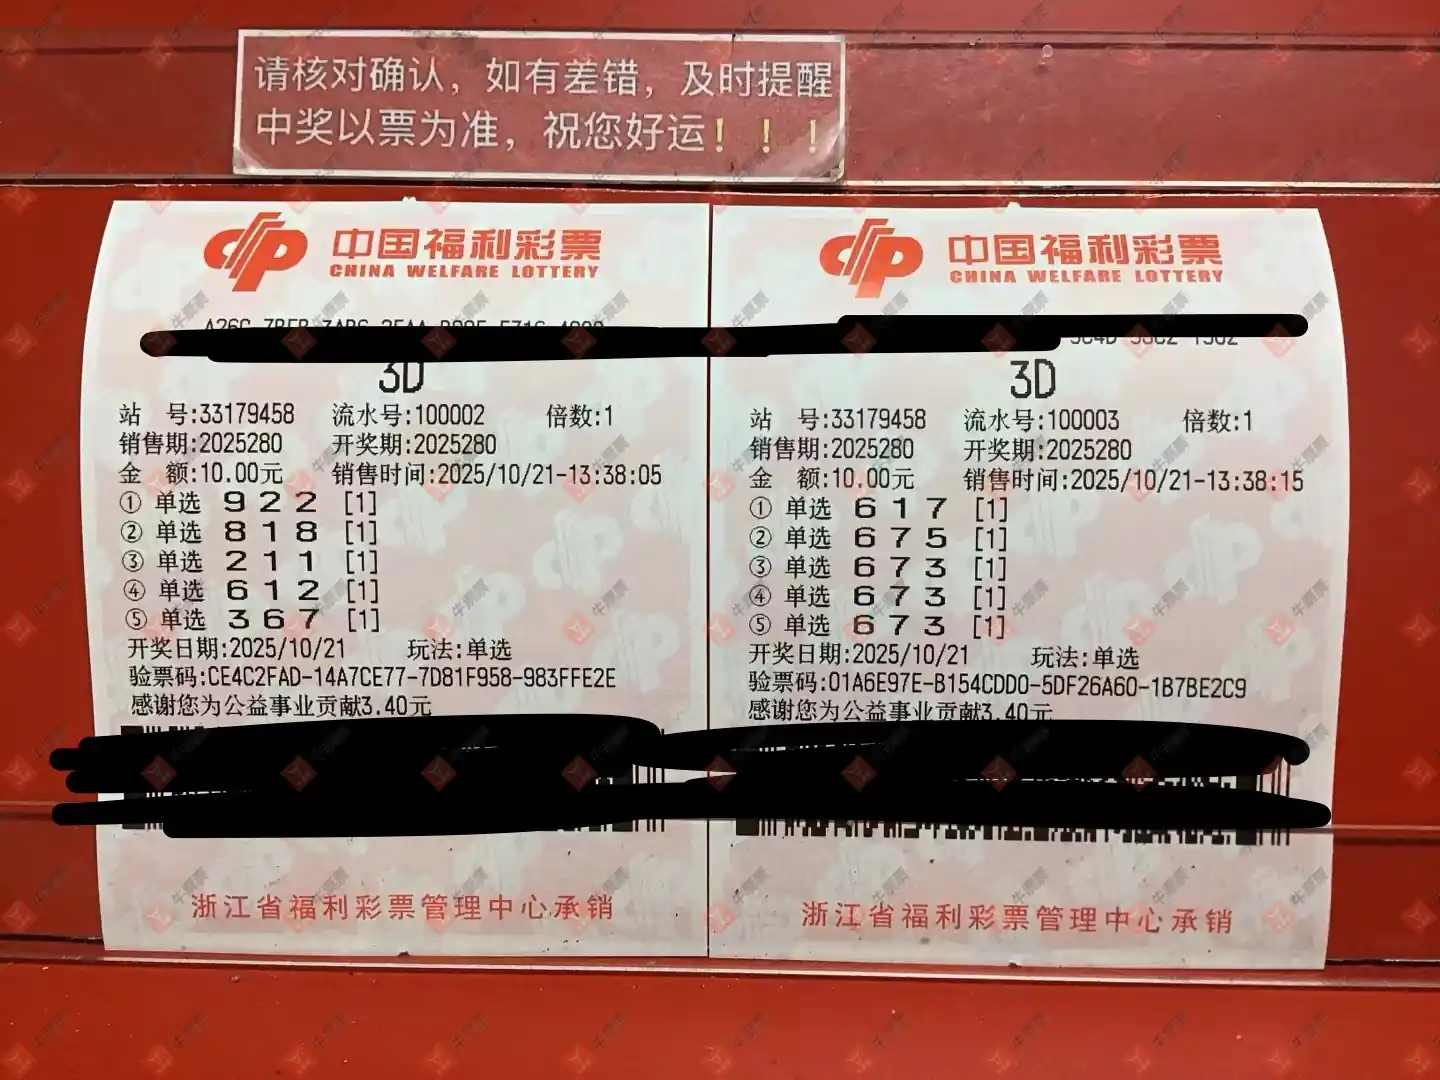 请核对确认，如有差错，及时提醒
中奖以票为准，祝您好运！！！
中国福利彩票
CHINA WELFARE LOTTERY
3D
站 号:33179458 流水号:100002 倍数:1
销售期:2025280 开奖期:2025280
金 额:10.00元 销售时间:2025/10/21-13:38:05
① 单选 9 2 2 [1]
② 单选 8 1 8 [1]
③ 单选 2 1 1 [1]
④ 单选 6 1 2 [1]
⑤ 单选 3 6 7 [1]
开奖日期:2025/10/21 玩法:单选
验票码:CE4C2FAD-14A7CE77-7D81F958-983FFE2E
感谢您为公益事业贡献3.40元
浙江省福利彩票管理中心承销
中国福利彩票
CHINA WELFARE LOTTERY
3D
站 号:33179458 流水号:100003 倍数:1
销售期:2025280 开奖期:2025280
金 额:10.00元 销售时间:2025/10/21-13:38:15
① 单选 6 1 7 [1]
② 单选 6 7 5 [1]
③ 单选 6 7 3 [1]
④ 单选 6 7 3 [1]
⑤ 单选 6 7 3 [1]
开奖日期:2025/10/21 玩法:单选
验票码:01A6E97E-B154CDD0-5DF26A60-1B7BE2C9
感谢您为公益事业贡献3.40元
浙江省福利彩票管理中心承销